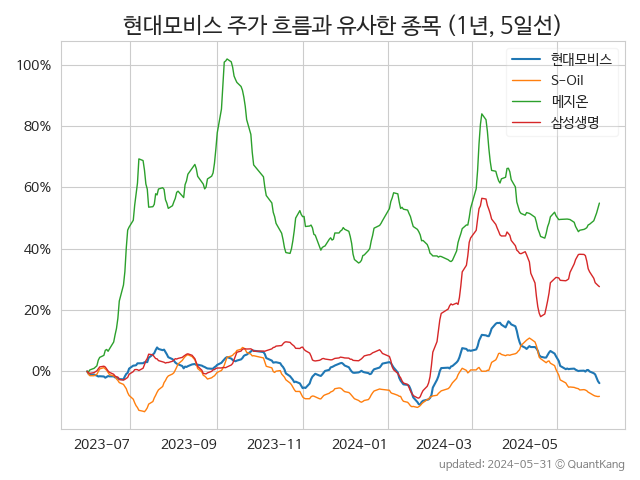 현대모비스 주가 흐름과 유사한 종목 (1년, 5일선)
현대모비스
S-Oil
메지온
삼성생명
100%
80%
60%
40%
20%
0%
2023-07
2023-09
2023-11
2024-01
2024-03
2024-05
updated: 2024-05-31 © QuantKang